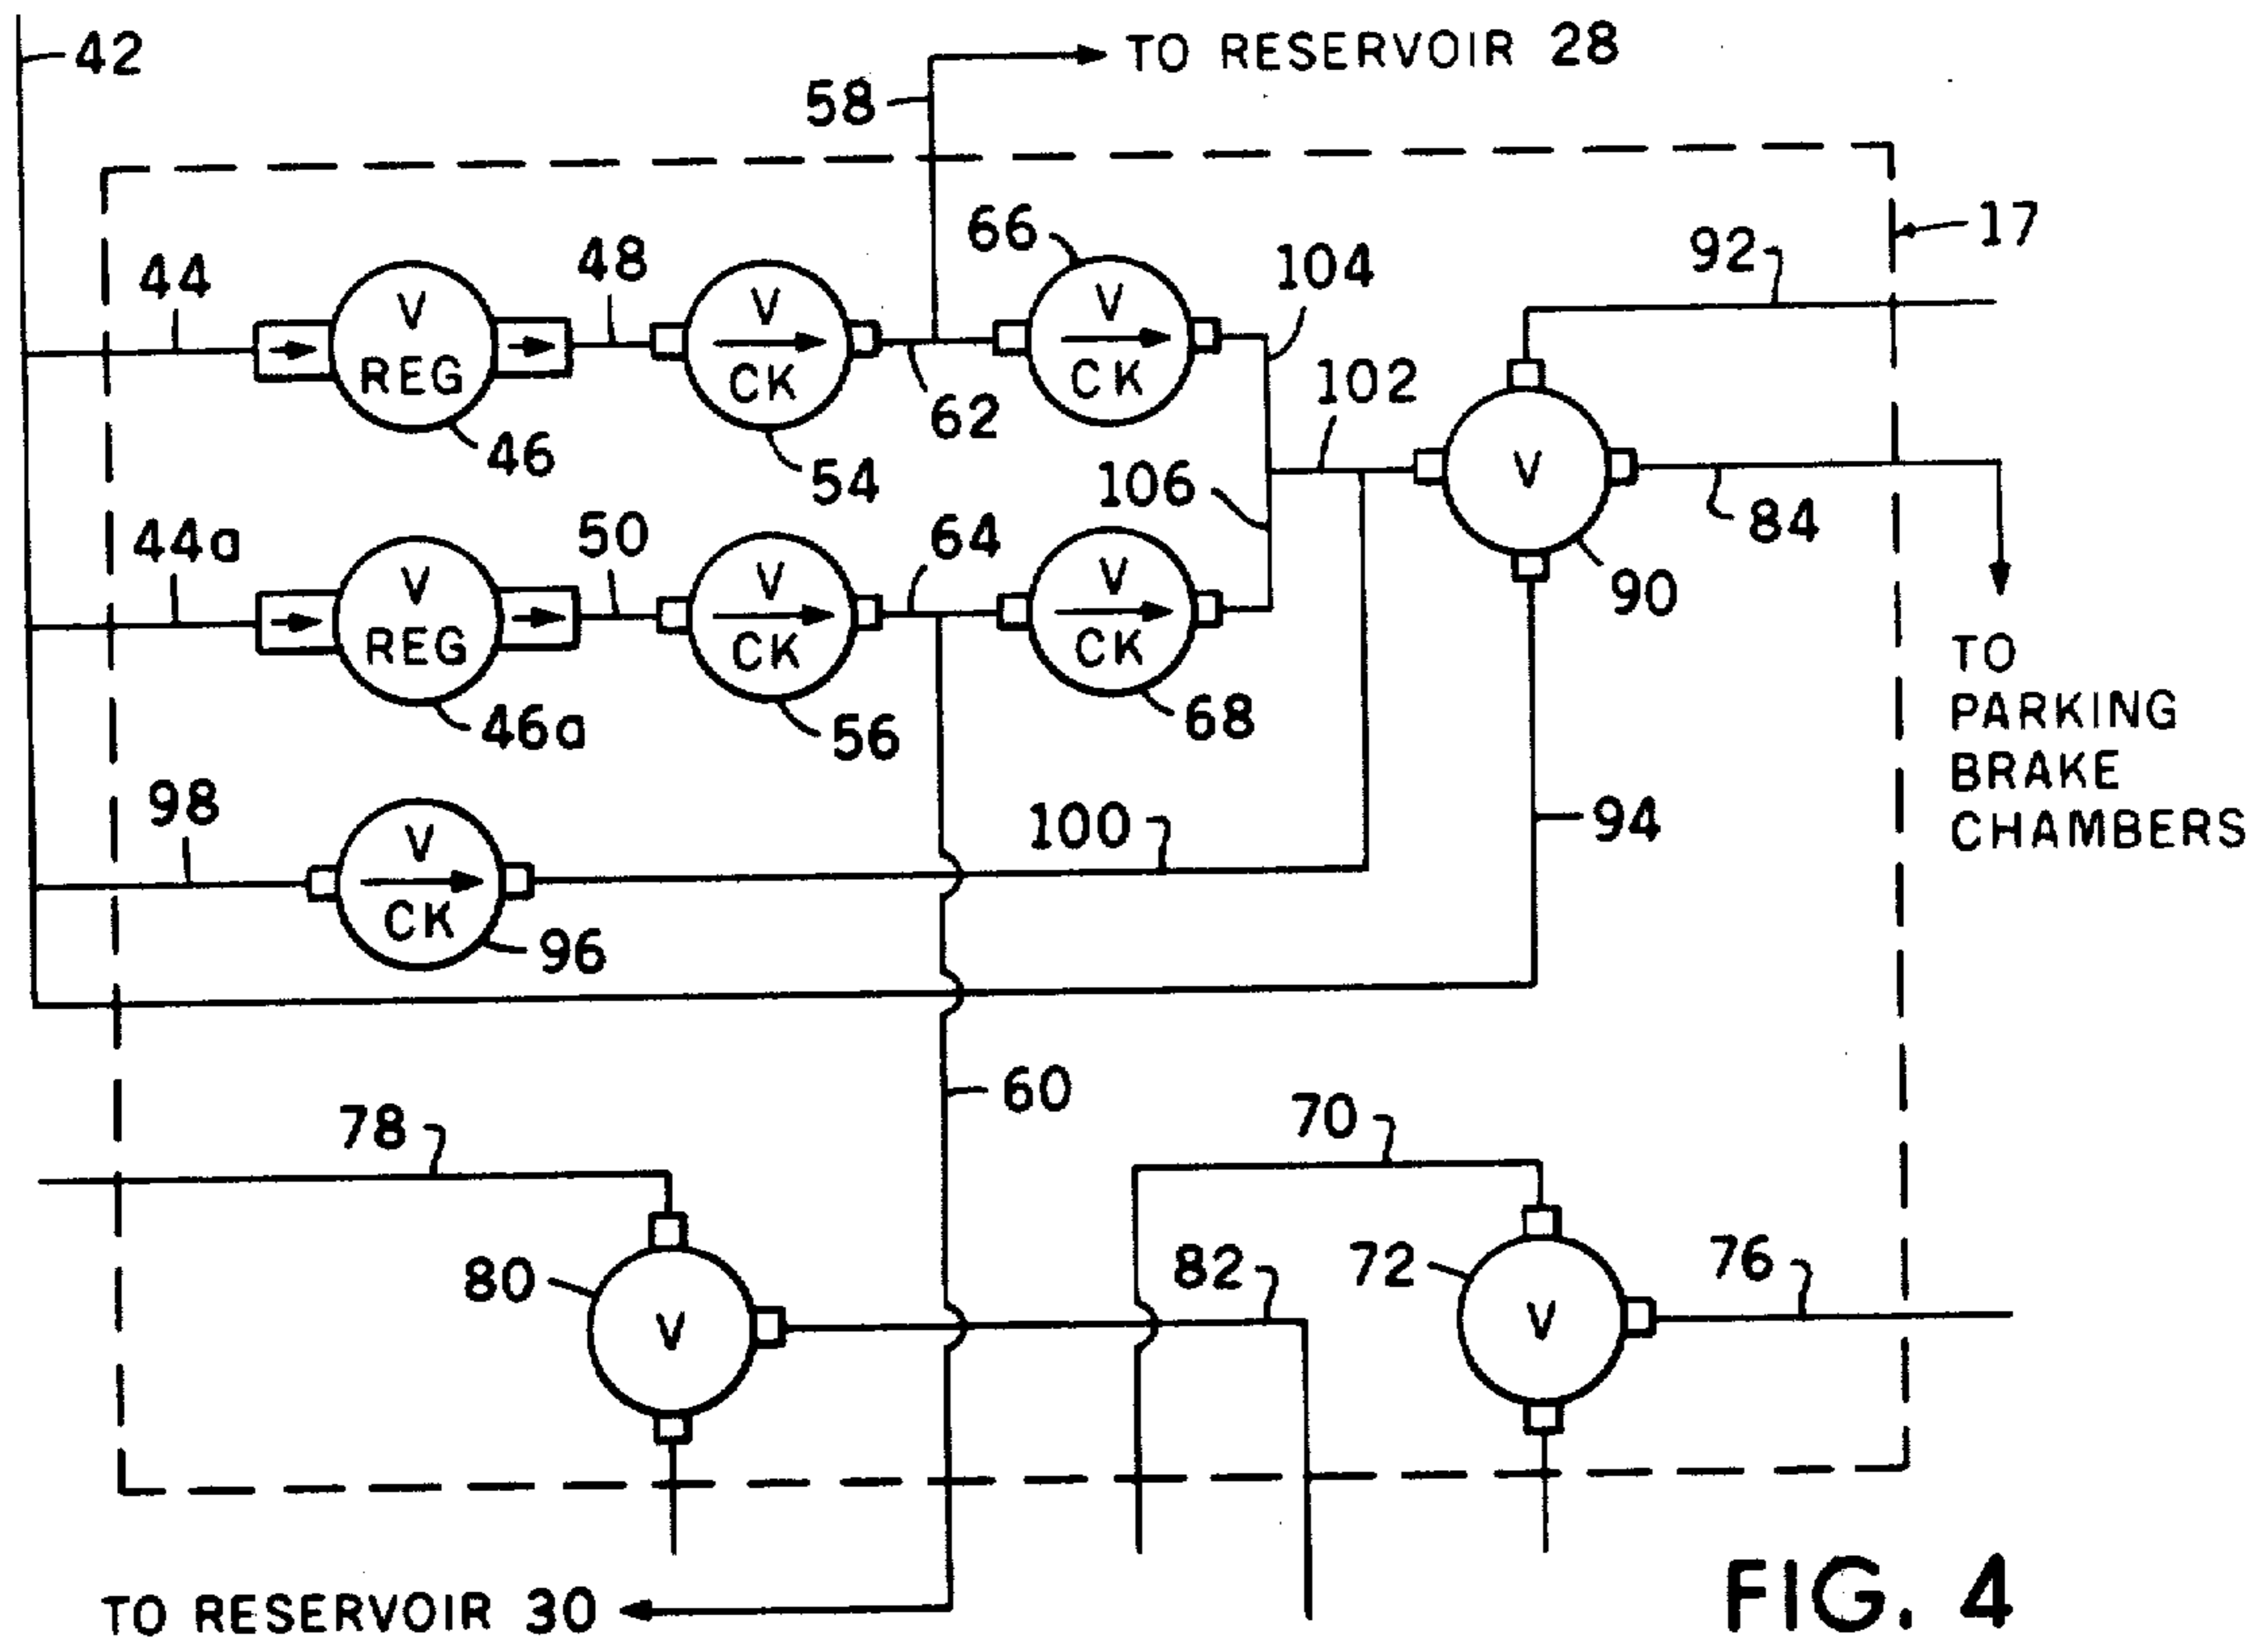 42
TO RESERVOIR 28
58
17
66
92
44
48
104
V
REG
V
CK
V
CK
102
62
46
54
V
106
84
44a
50
64
90
V
REG
V
CK
V
CK
TO
PARKING
BRAKE
CHAMBERS
46a
56
68
98
100
94
V
CK
96
60
78
70
80
82
72
76
V
V
TO RESERVOIR 30
FIG. 4